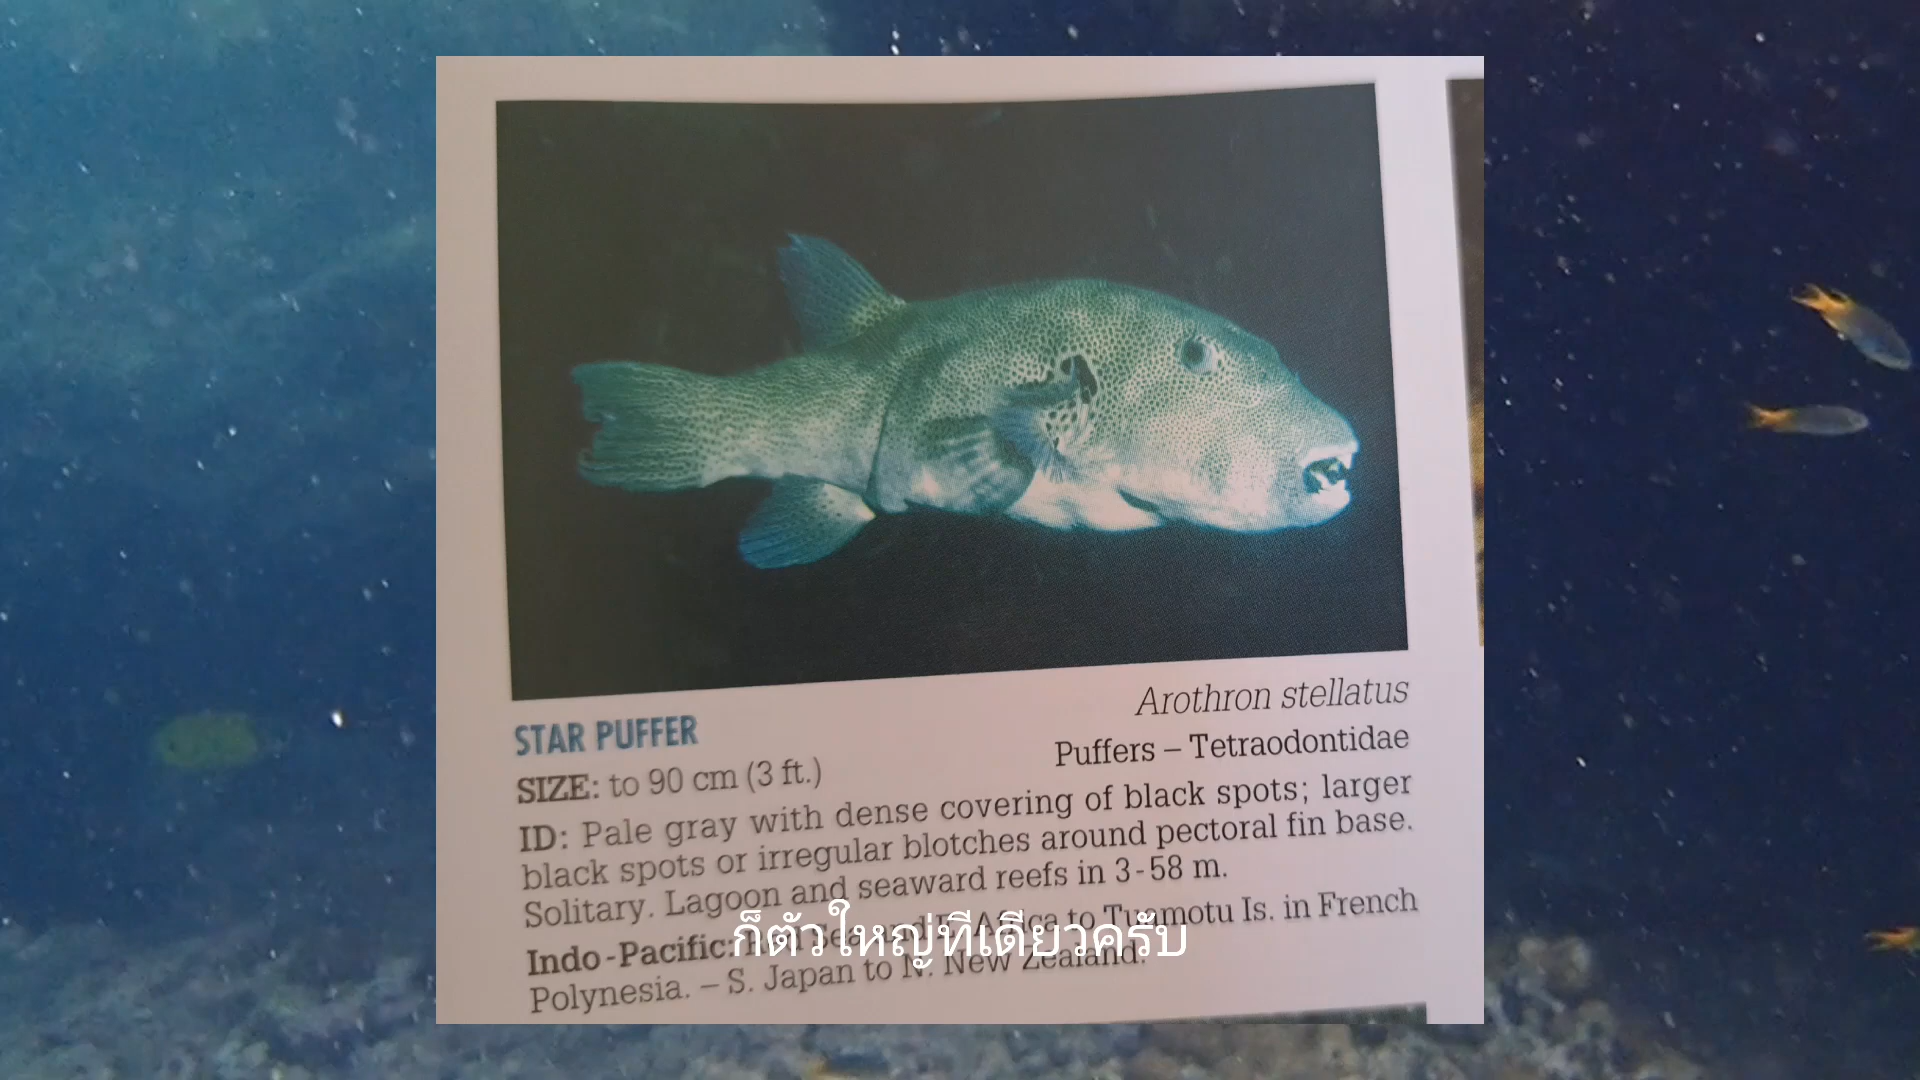 STAR PUFFER
Arothron stellatus
SIZE: to 90 cm (3 ft.)
Puffers – Tetraodontidae
ID: Pale gray with dense covering of black spots; larger
black spots or irregular blotches around pectoral fin base.
Solitary. Lagoon and seaward reefs in 3-58 m.
Indo-Pacific: Red Sea and E. Africa to Tuamotu Is. in French
Polynesia. – S. Japan to N. New Zealand.
ก็ตัวใหญ่ทีเดียวครับ